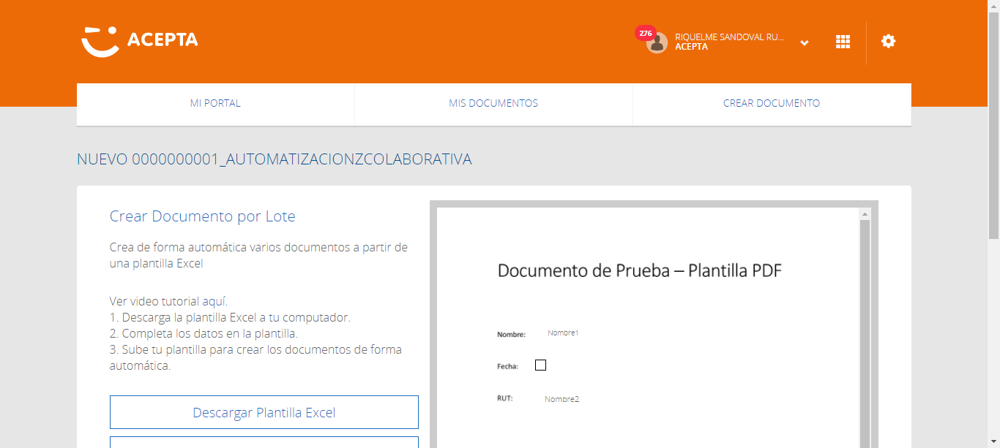 ACEPTA
276
RIQUELME SANDOVAL RU...
ACEPTA
MI PORTAL
MIS DOCUMENTOS
CREAR DOCUMENTO
NUEVO 0000000001_AUTOMATIZACIONZCOLABORATIVA
Crear Documento por Lote
Crea de forma automática varios documentos a partir de
una plantilla Excel
Ver video tutorial aquí.
1. Descarga la plantilla Excel a tu computador.
2. Completa los datos en la plantilla.
3. Sube tu plantilla para crear los documentos de forma
automática.
Descargar Plantilla Excel
Documento de Prueba – Plantilla PDF
Nombre: Nombre1
Fecha:
RUT: Nombre2